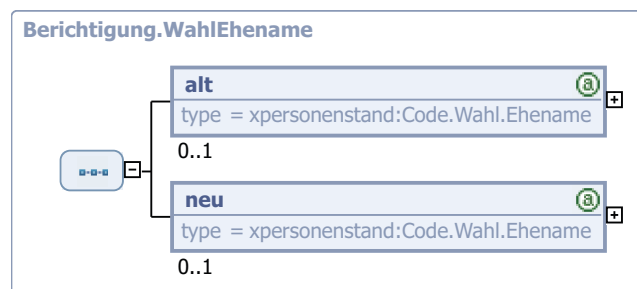 Berichtigung.WahlEhename
alt
type = xpersonenstand:Code.Wahl.Ehename
0..1
neu
type = xpersonenstand:Code.Wahl.Ehename
0..1